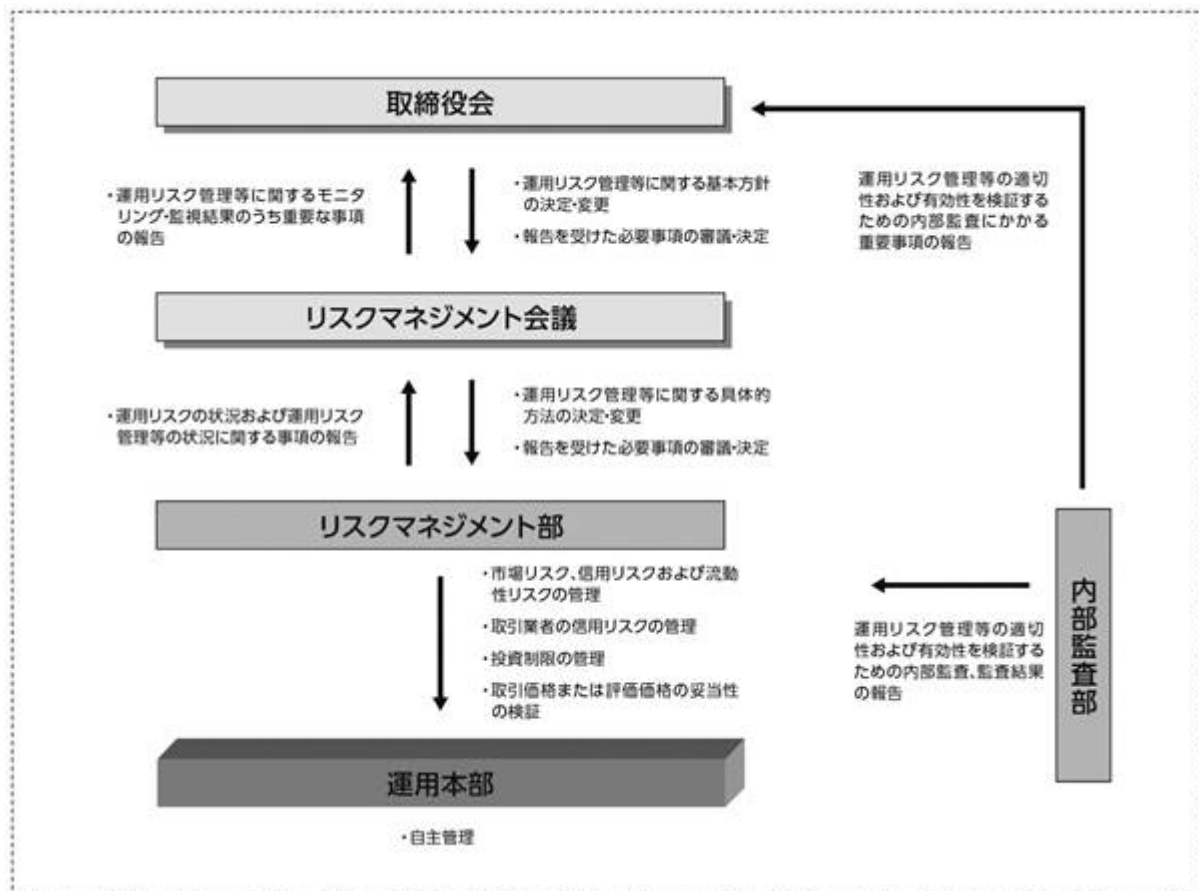 取締役会
・運用リスク管理等に関するモニタ
リング・監視結果のうち重要な事項
の報告
・運用リスク管理等に関する基本方針
の決定・変更
・報告を受けた必要事項の審議・決定
運用リスク管理等の適切
性および有効性を検証する
ための内部監査にかかる
重要事項の報告
リスクマネジメント会議
・運用リスクの状況および運用リスク
管理等の状況に関する事項の報告
・運用リスク管理等に関する具体的
方法の決定・変更
・報告を受けた必要事項の審議・決定
リスクマネジメント部
・市場リスク、信用リスクおよび流動
性リスクの管理
・取引業者の信用リスクの管理
・投資制限の管理
・取引価格または評価価格の妥当性
の検証
運用リスク管理等の適切
性および有効性を検証する
ための内部監査、監査結果
の報告
内部監査部
運用本部
・自主管理